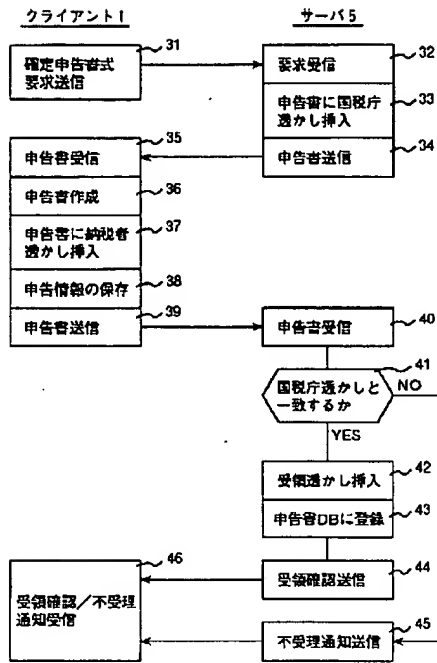 クライアント1
サーバ5
31
確定申告書式
要求送信
32
要求受信
33
申告書に国税庁
透かし挿入
34
申告書送信
35
申告書受信
36
申告書作成
37
申告書に納税者
透かし挿入
38
申告情報の保存
39
申告書送信
40
申告書受信
41
国税庁透かしと
一致するか
NO
YES
42
受領透かし挿入
43
申告書DBに登録
44
受領確認送信
45
不受理通知送信
46
受領確認/不受理
通知受信